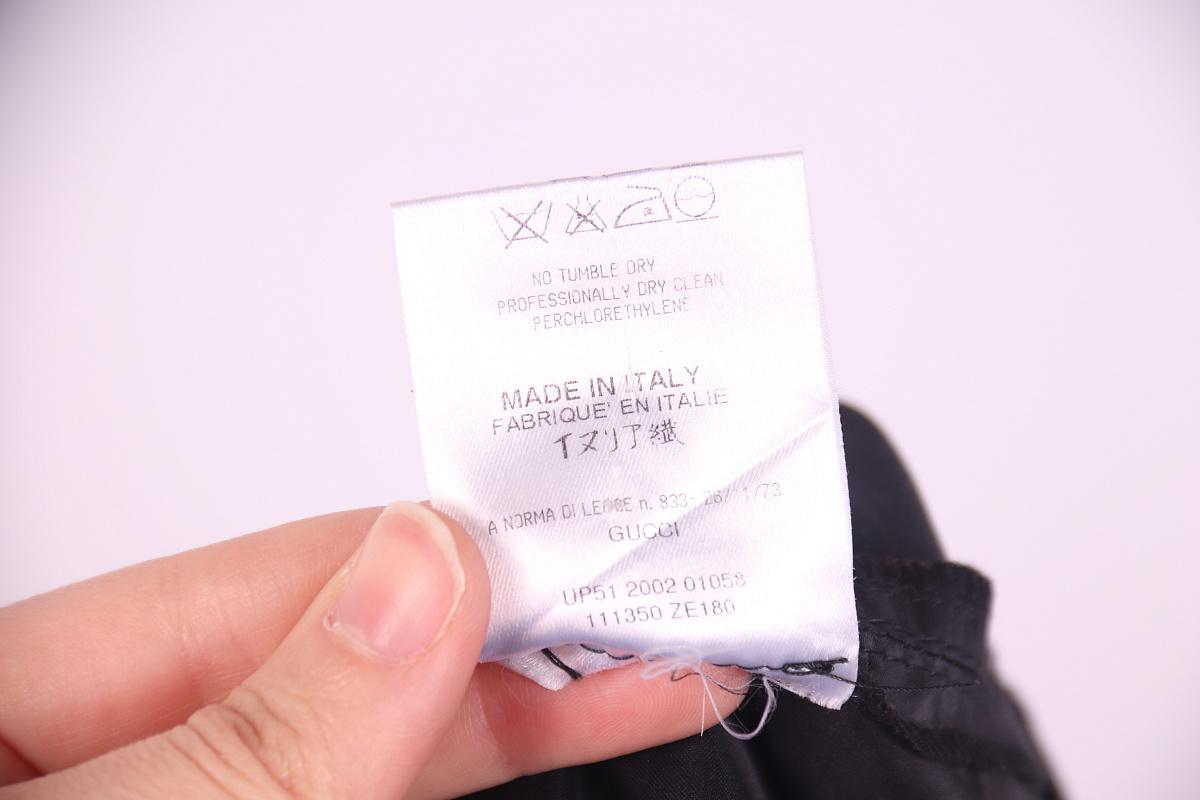 NO TUMBLE DRY
PROFESSIONALLY DRY CLEAN
PERCHLORETHYLENE
MADE IN ITALY
FABRIQUE' EN ITALIE
イタリア製
A NORMA DI LEGGE n. 833- 26/11/73
GUCCI
UP51 2002 01058
111350 ZE180